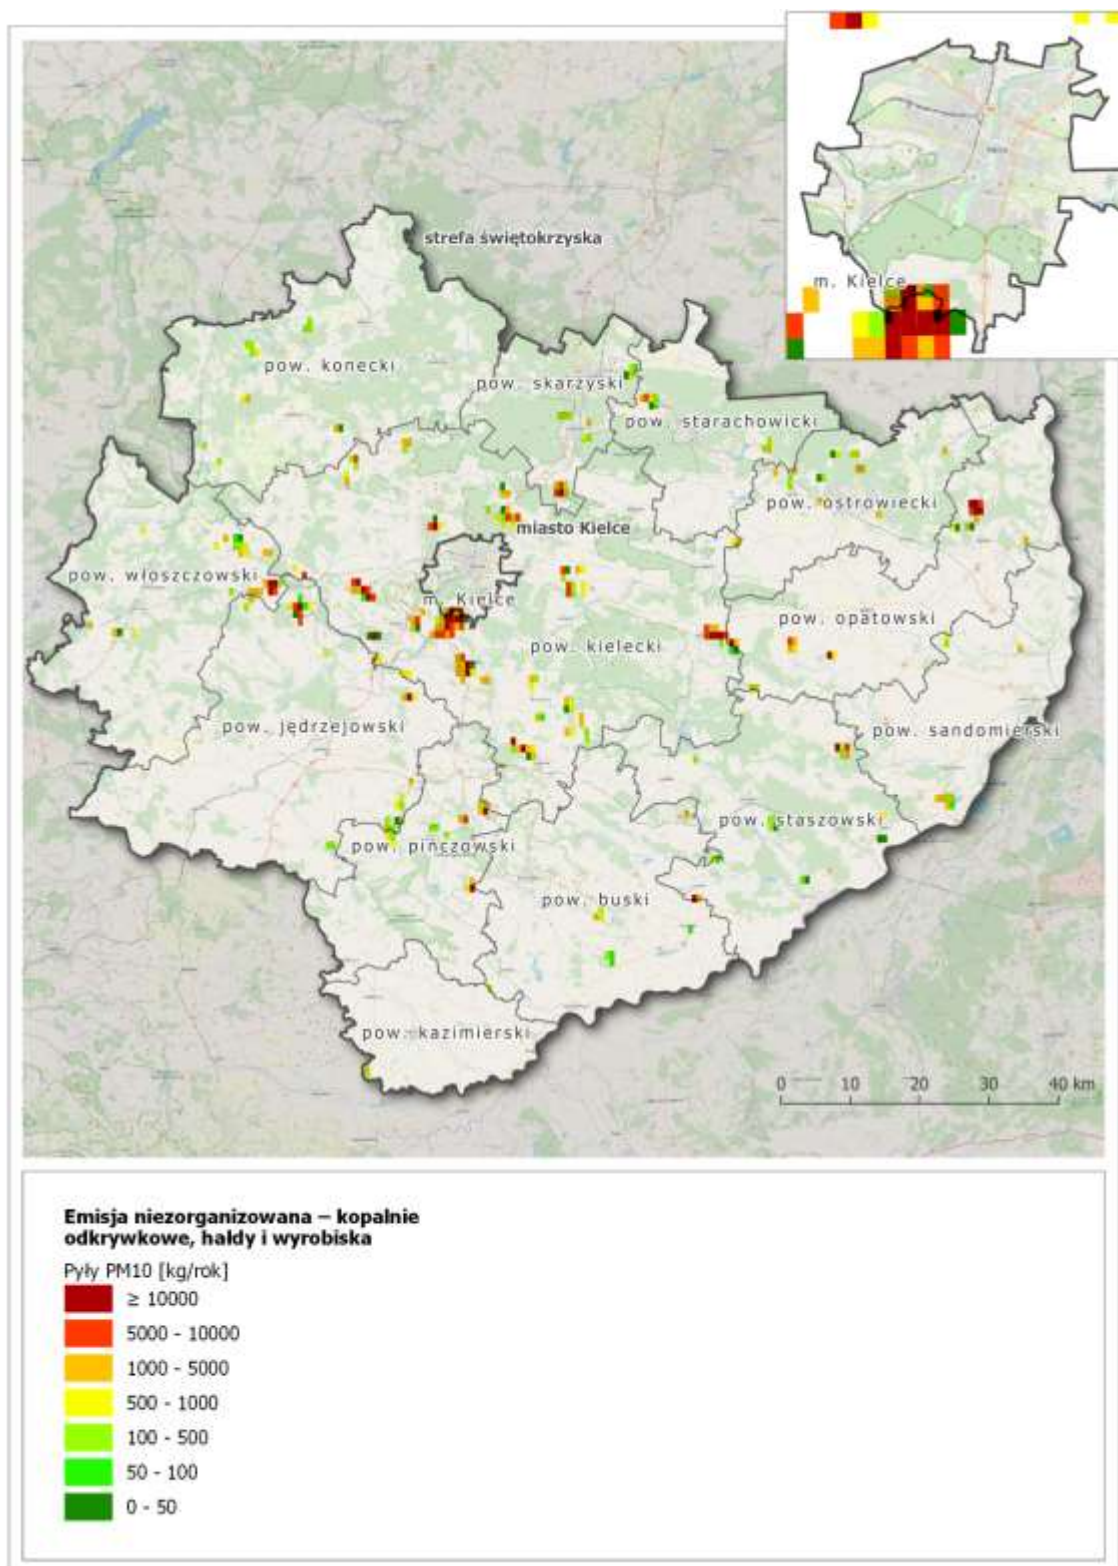 strefa świętokrzyska
m. Kielce
pow. konecki
pow. skarżyski
pow. starachowicki
pow. ostrowiecki
miasto Kielce
pow. włoszczowski
m. Kielce
pow. opatowski
pow. kielecki
pow. jędrzejowski
pow. sandomierski
pow. staszowski
pow. pińczowski
pow. buski
pow. kazimierski
0 10 20 30 40 km
Emisja niezorganizowana – kopalnie
odkrywkowe, hałdy i wyrobiska
Pyły PM10 [kg/rok]
≥ 10000
5000 - 10000
1000 - 5000
500 - 1000
100 - 500
50 - 100
0 - 50